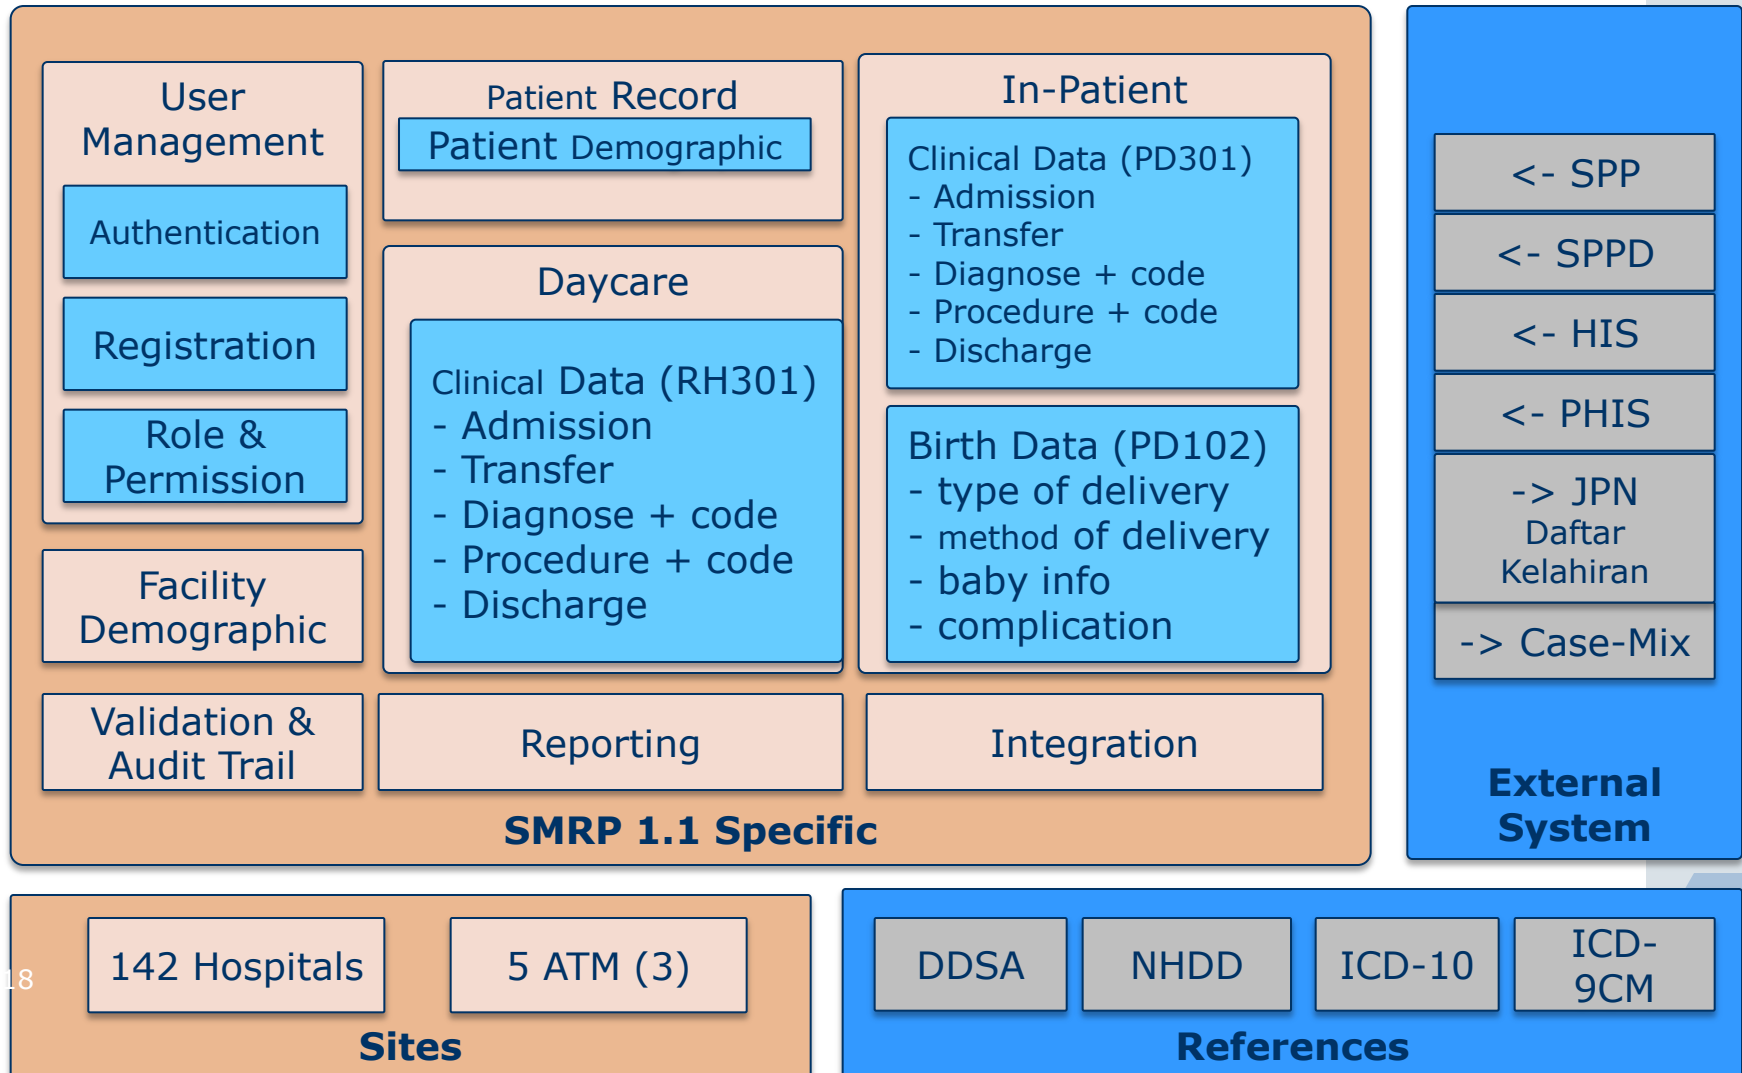 User
Management
Authentication
Registration
Role &
Permission
Facility
Demographic
Validation &
Audit Trail
Patient Record
Patient Demographic
Daycare
Clinical Data (RH301)
- Admission
- Transfer
- Diagnose + code
- Procedure + code
- Discharge
Reporting
In-Patient
Clinical Data (PD301)
- Admission
- Transfer
- Diagnose + code
- Procedure + code
- Discharge
Birth Data (PD102)
- type of delivery
- method of delivery
- baby info
- complication
Integration
SMRP 1.1 Specific
<- SPP
<- SPPD
<- HIS
<- PHIS
-> JPN
Daftar
Kelahiran
-> Case-Mix
External
System
18
142 Hospitals
5 ATM (3)
Sites
DDSA
NHDD
ICD-10
ICD-
9CM
References